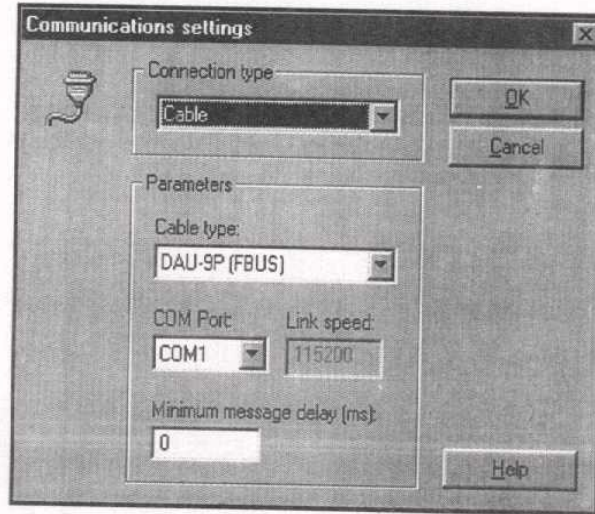 Communications settings
Connection type
Cable
OK
Cancel
Parameters
Cable type:
DAU-9P (FBUS)
COM Port: Link speed:
COM1 115200
Minimum message delay (ms):
0
Help